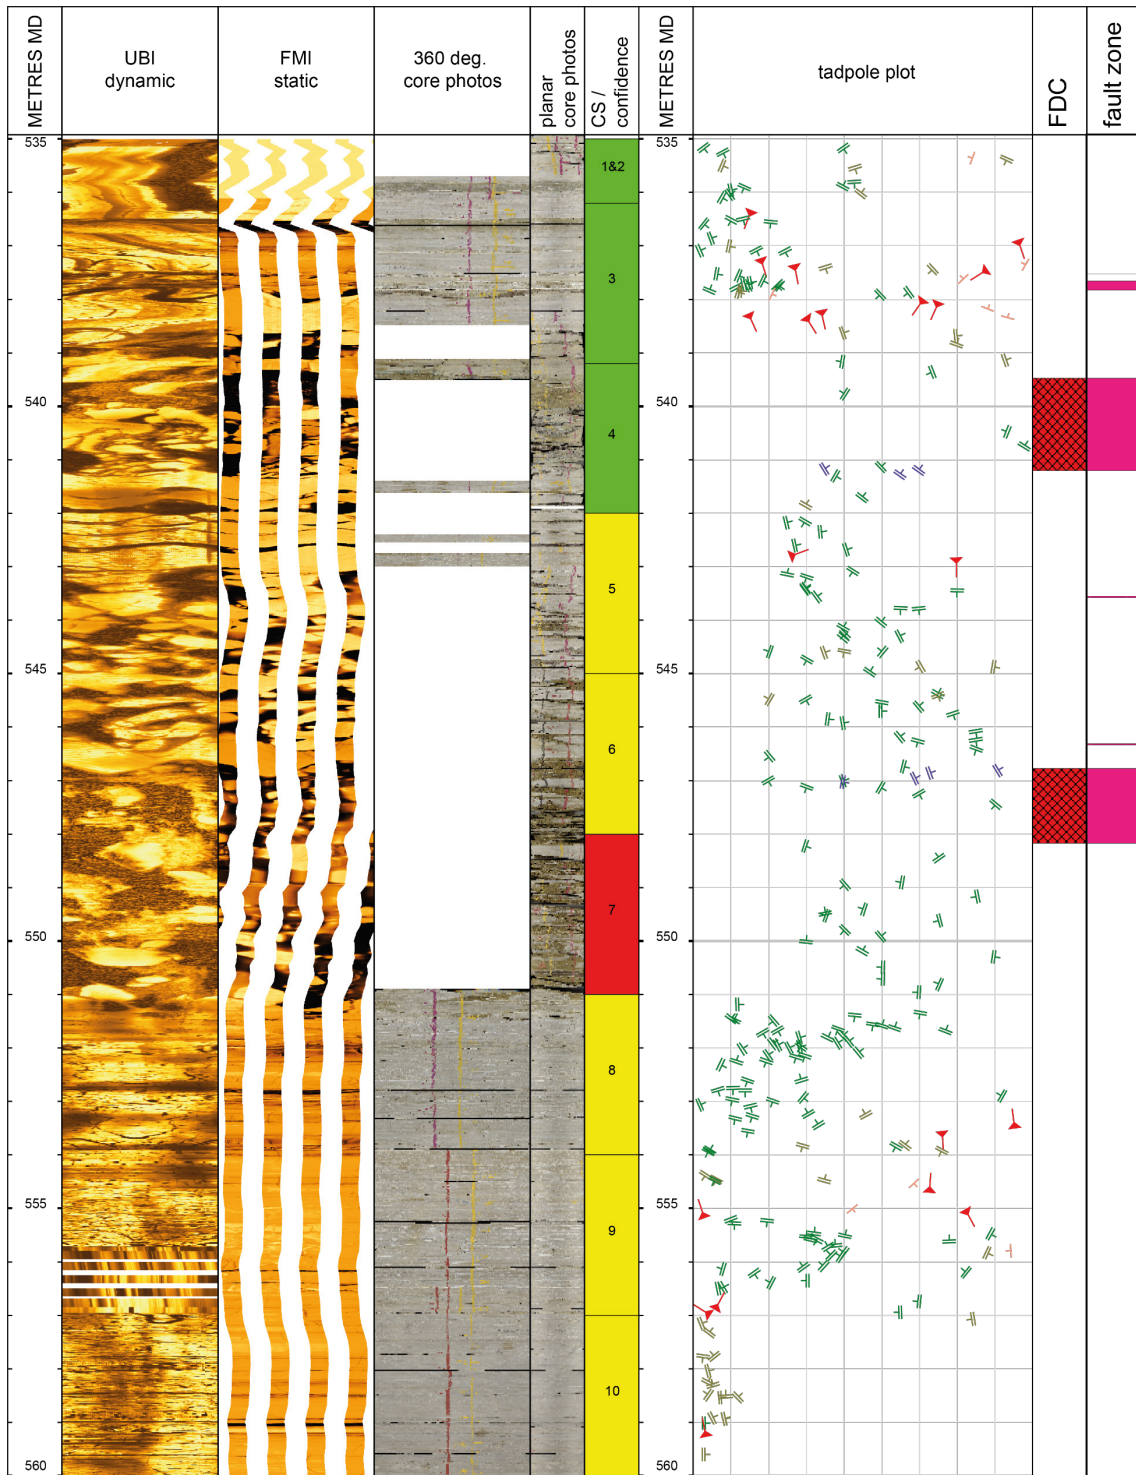 METRES MD
UBI
dynamic
FMI
static
360 deg.
core photos
planar
core photos
CS /
confidence
METRES MD
tadpole plot
FDC
fault zone
535
535
1&2
3
540
540
4
5
545
545
6
7
550
550
8
555
555
9
10
560
560